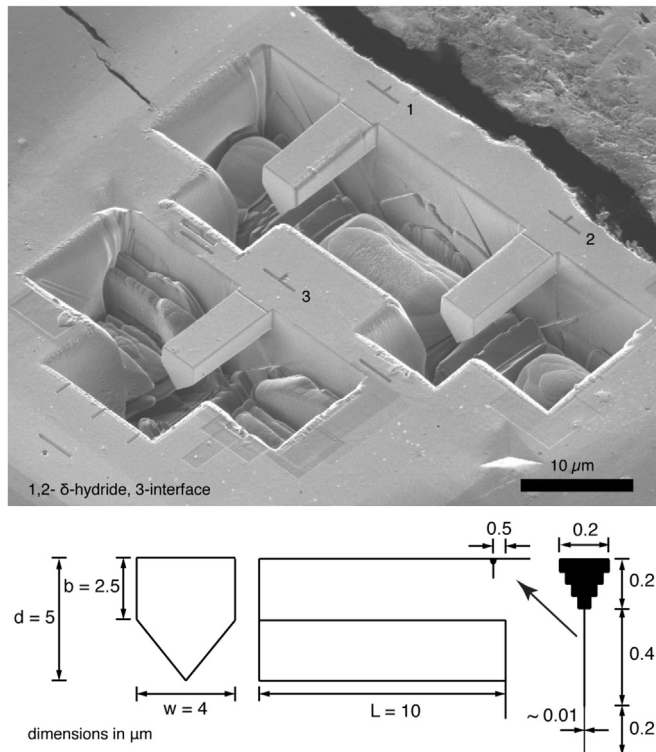 1
2
3
1,2- δ-hydride, 3-interface
10 µm
0.5
0.2
b = 2.5
0.2
d = 5
0.4
~ 0.01
w = 4
L = 10
0.2
dimensions in µm